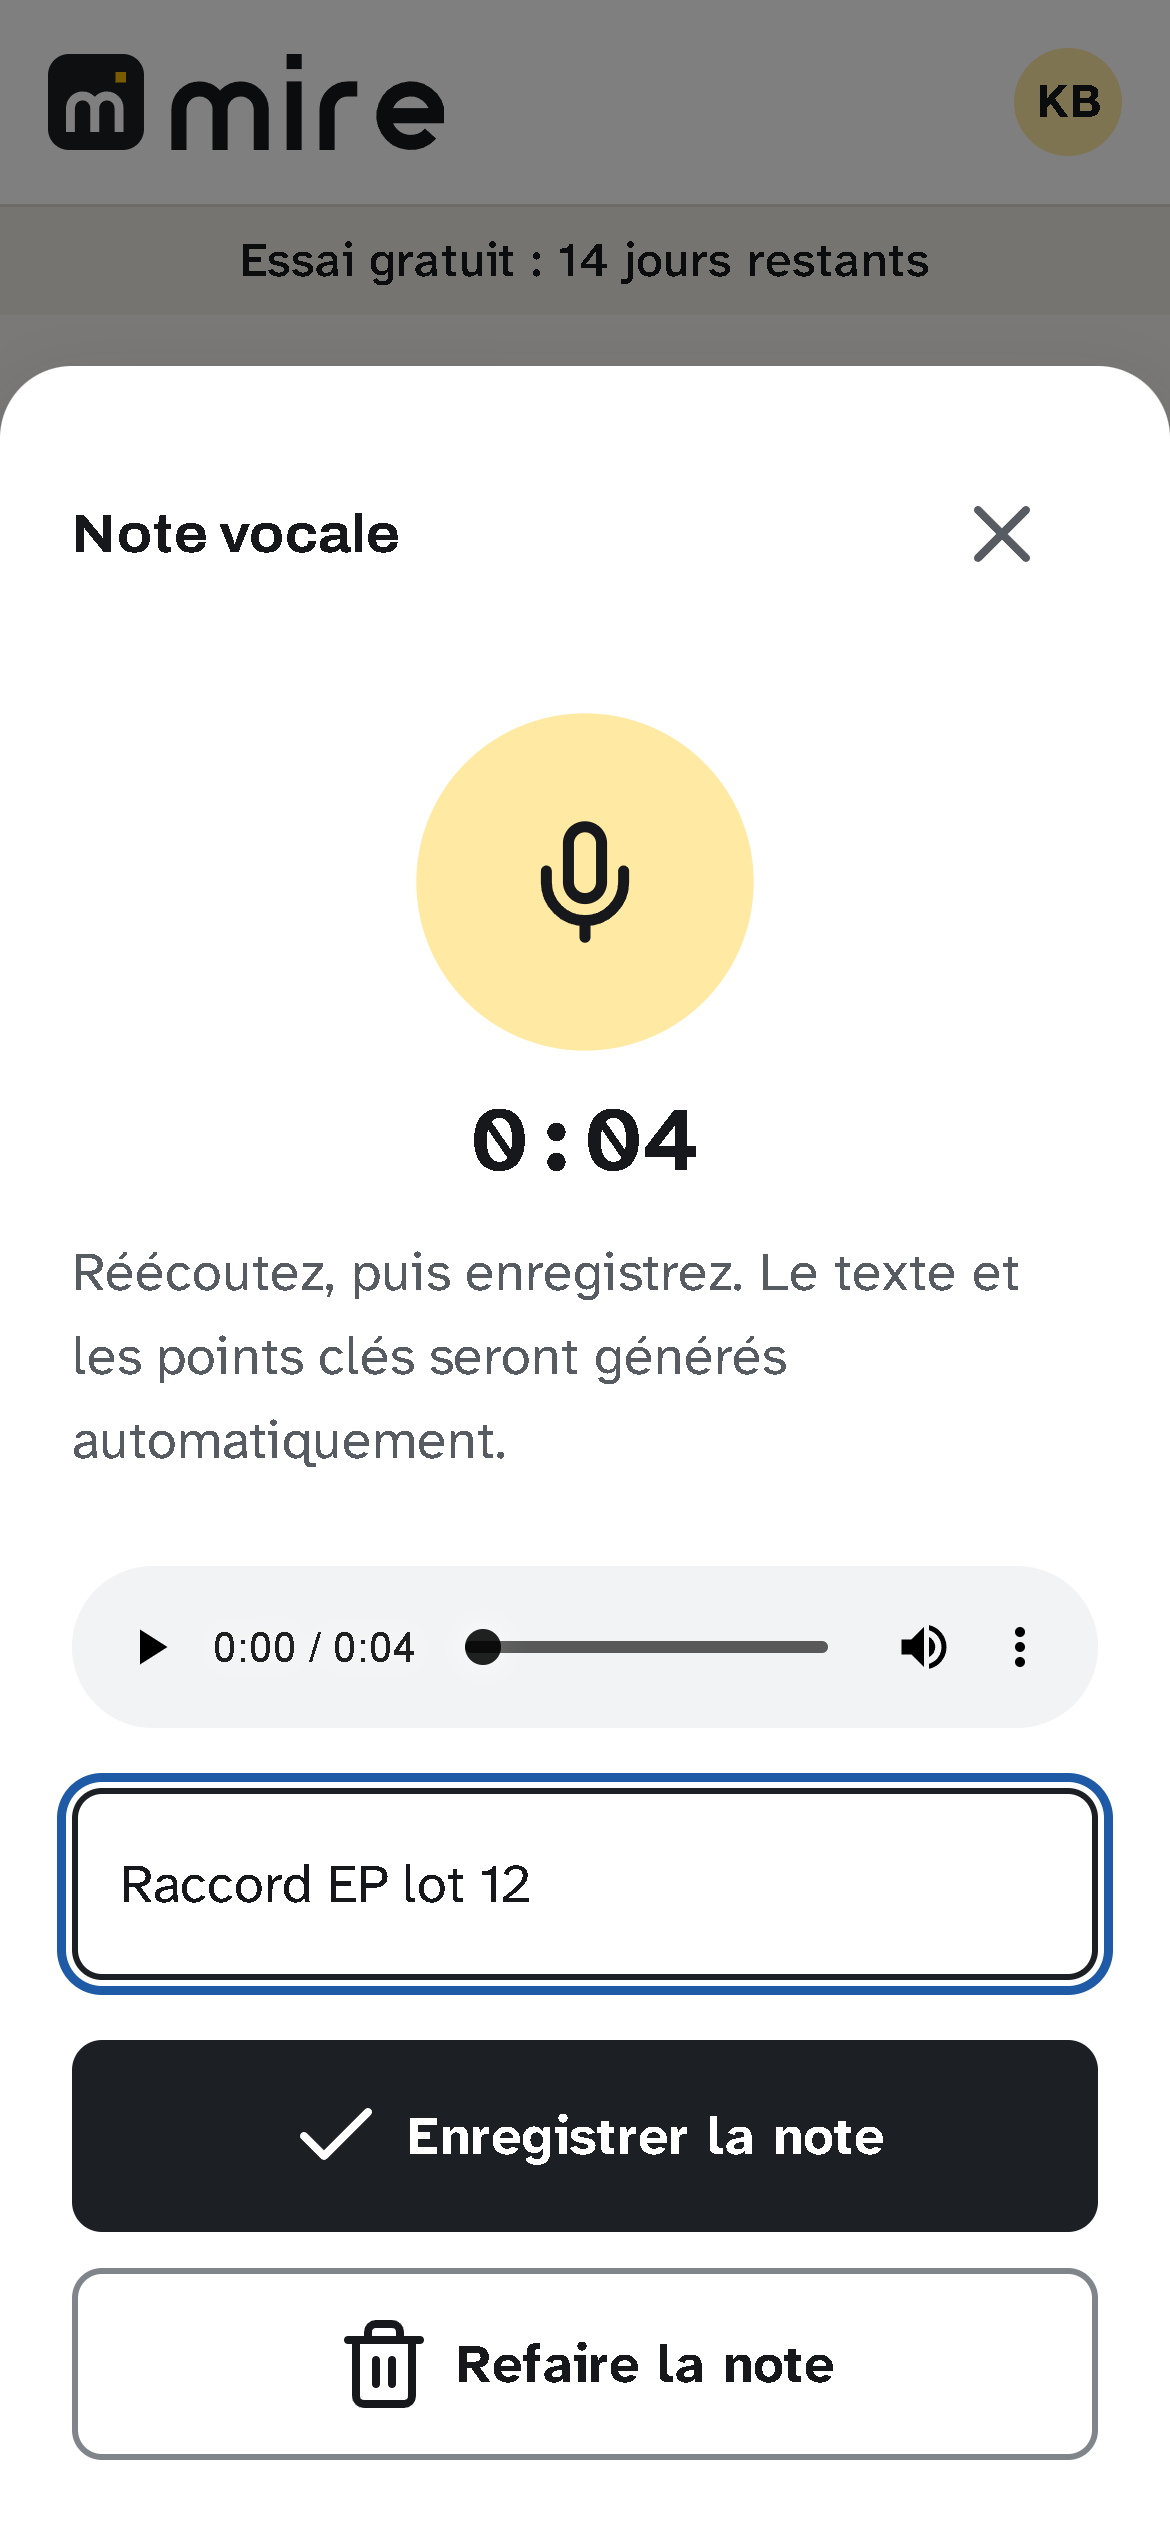 m mire
KB
Essai gratuit : 14 jours restants
Note vocale
0:04
Réécoutez, puis enregistrez. Le texte et
les points clés seront générés
automatiquement.
0:00 / 0:04
Raccord EP lot 12
Enregistrer la note
Refaire la note